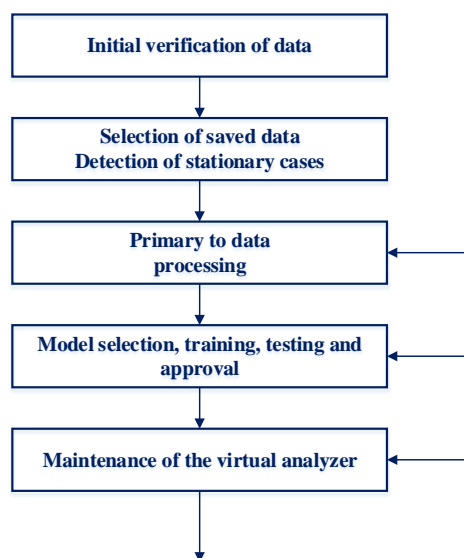 Initial verification of data
Selection of saved data
Detection of stationary cases
Primary to data
processing
Model selection, training, testing and
approval
Maintenance of the virtual analyzer